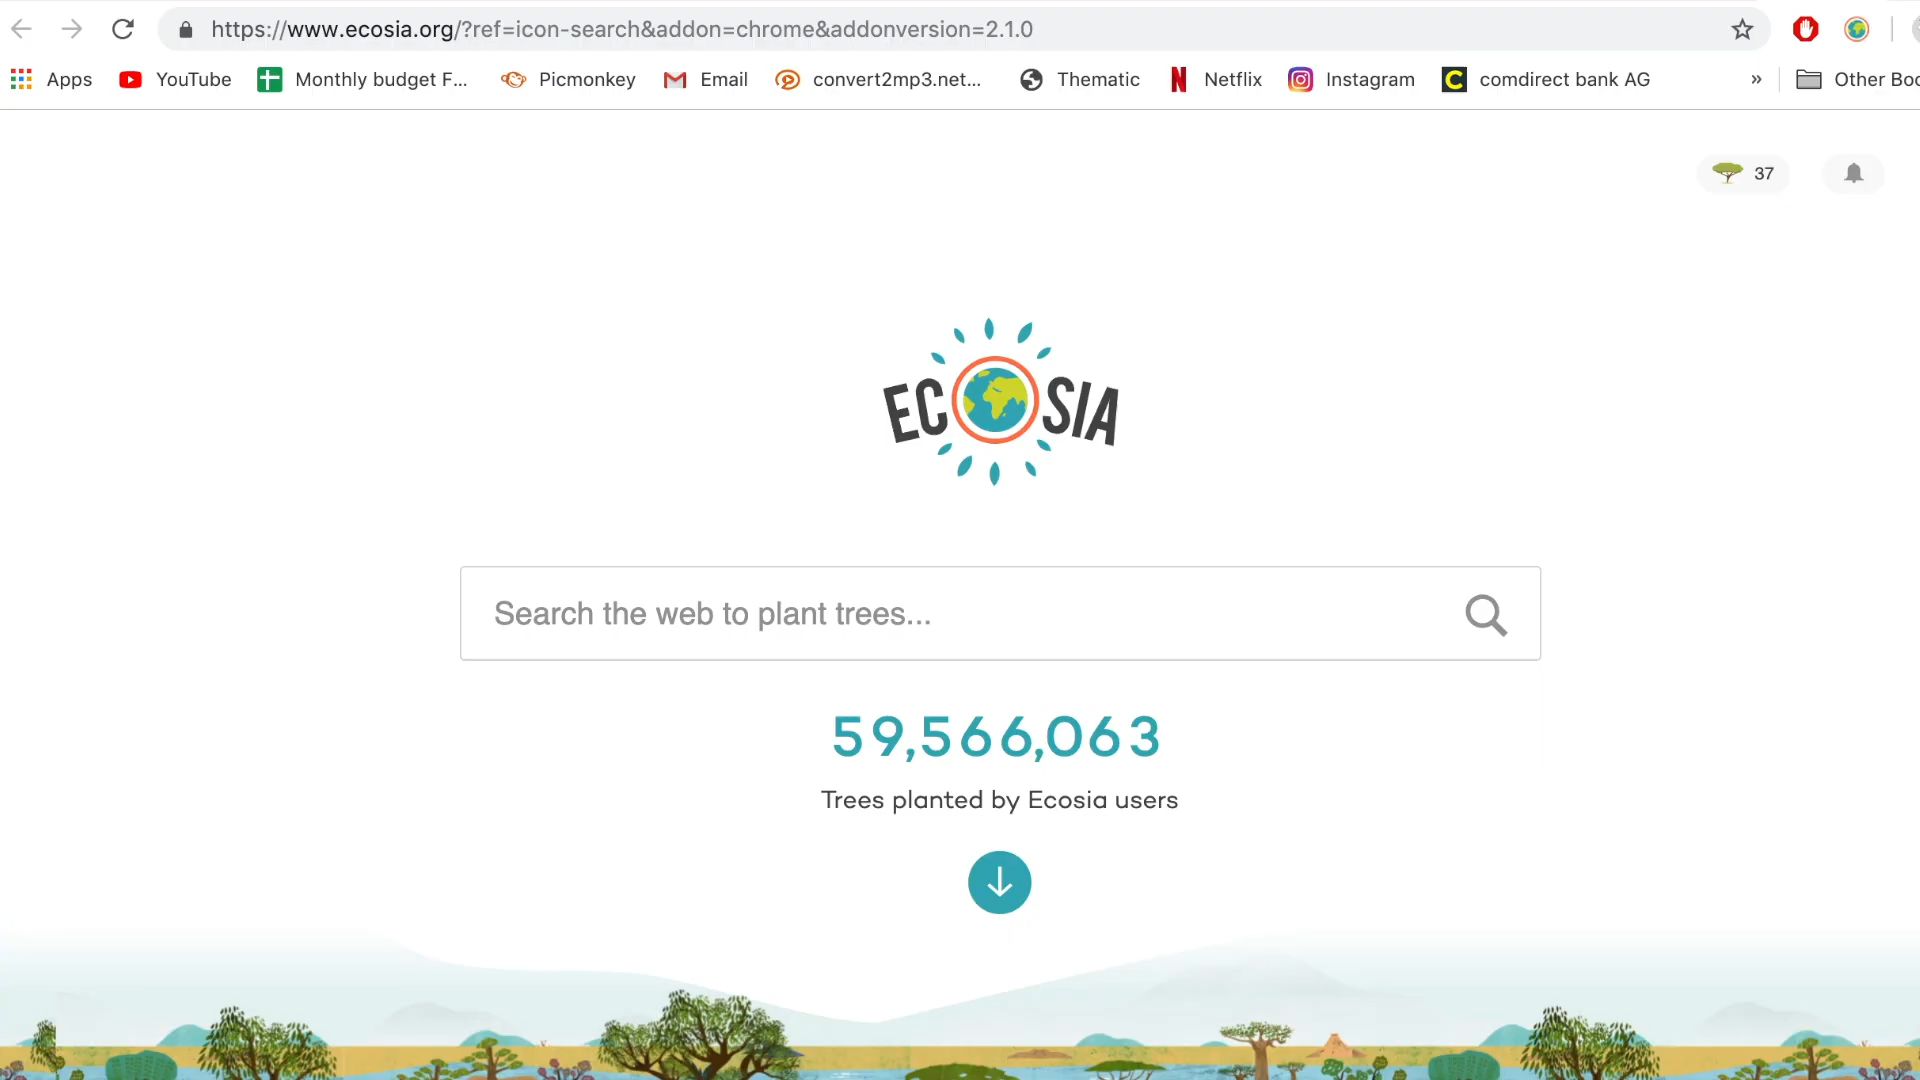 https://www.ecosia.org/?ref=icon-search&addon=chrome&addonversion=2.1.0
Apps YouTube Monthly budget F... Picmonkey Email convert2mp3.net... Thematic Netflix Instagram C comdirect bank AG » Other Boo
37
ECOSIA
Search the web to plant trees...
59,566,063
Trees planted by Ecosia users